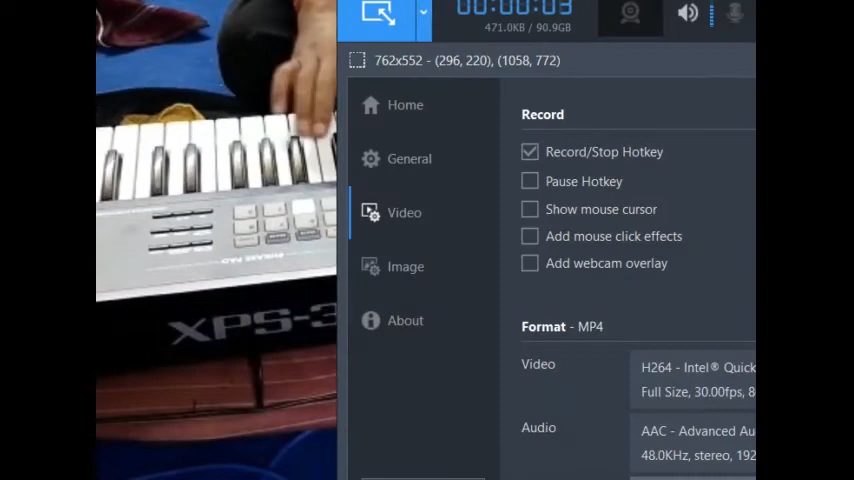 00:00:03
471.0KB / 90.9GB
762x552 - (296, 220), (1058, 772)
Home
General
Video
Image
About
Record
Record/Stop Hotkey
Pause Hotkey
Show mouse cursor
Add mouse click effects
Add webcam overlay
Format - MP4
Video
H264 - Intel® Quick
Full Size, 30.00fps, 8
Audio
AAC - Advanced Au
48.0KHz, stereo, 192
PHRASE PAD
XPS-3